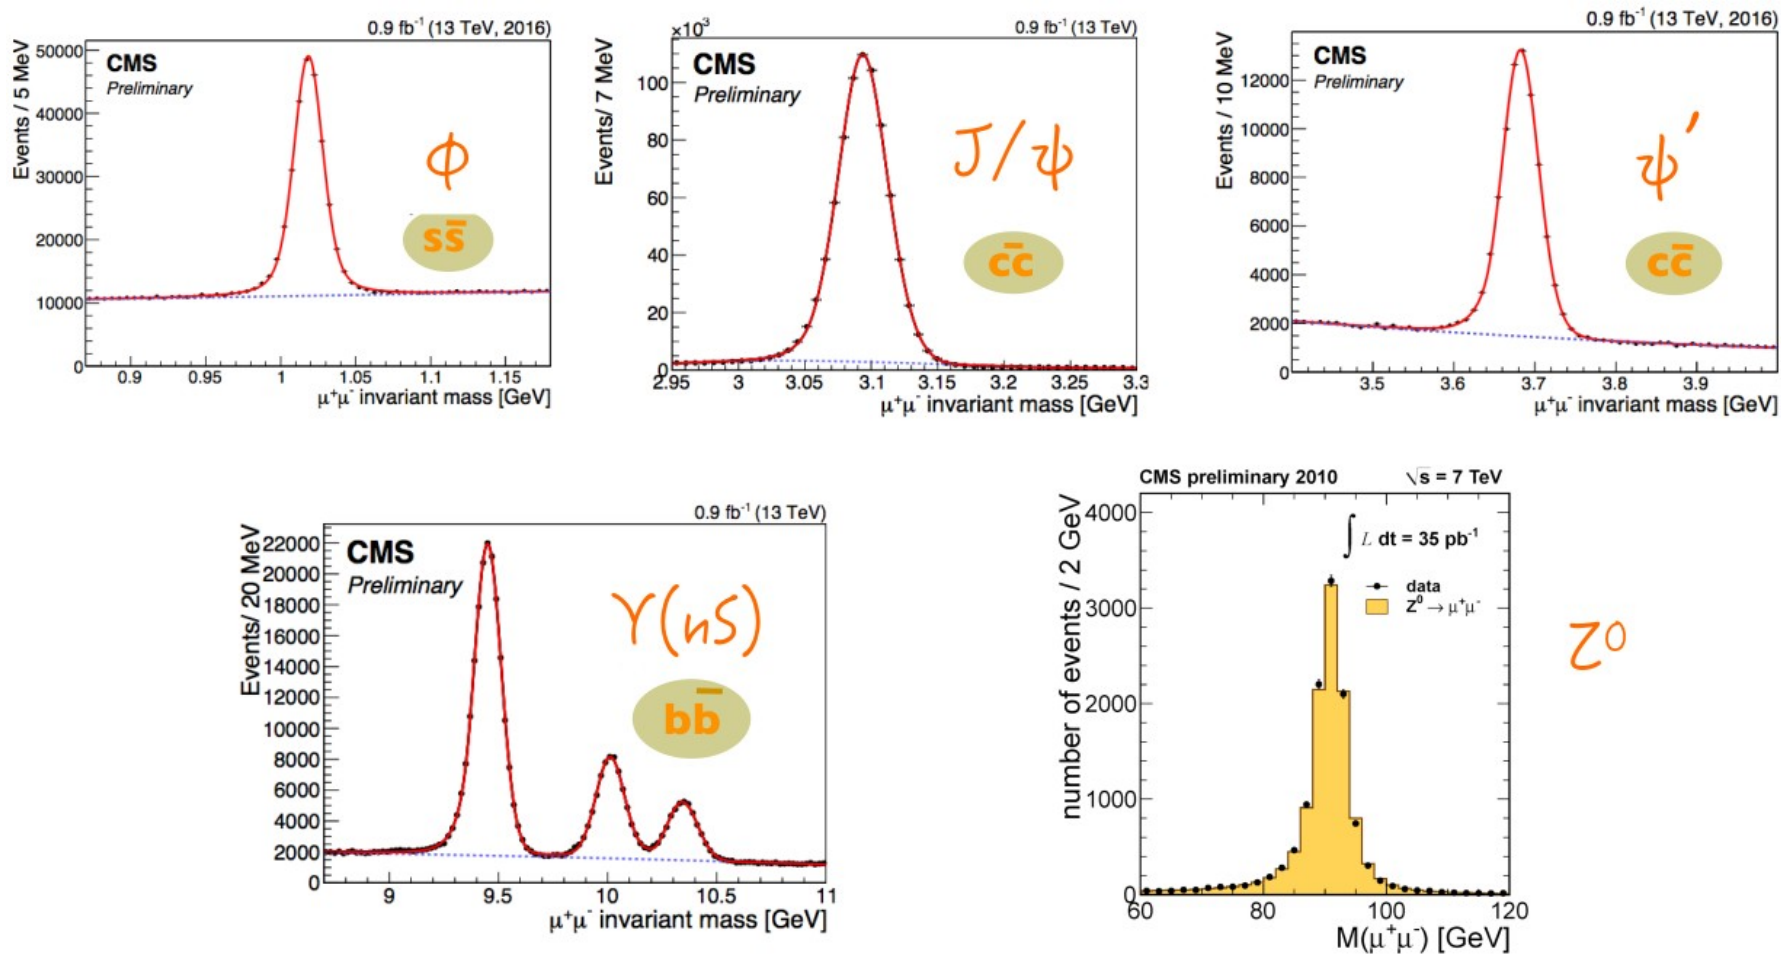 0.9 fb⁻¹ (13 TeV, 2016)
CMS
Preliminary
Events / 5 MeV
50000
40000
30000
20000
10000
0
ϕ
ss̅
0.9 0.95 1 1.05 1.1 1.15
μ⁺μ⁻ invariant mass [GeV]
×10³
0.9 fb⁻¹ (13 TeV)
CMS
Preliminary
Events/ 7 MeV
100
80
60
40
20
0
J/ψ
c̅c
2.95 3 3.05 3.1 3.15 3.2 3.25 3.3
μ⁺μ⁻ invariant mass [GeV]
0.9 fb⁻¹ (13 TeV, 2016)
CMS
Preliminary
Events / 10 MeV
12000
10000
8000
6000
4000
2000
0
ψ′
cc̅
3.5 3.6 3.7 3.8 3.9
μ⁺μ⁻ invariant mass [GeV]
0.9 fb⁻¹ (13 TeV)
CMS
Preliminary
Events/ 20 MeV
22000
20000
18000
16000
14000
12000
10000
8000
6000
4000
2000
0
ϒ(nS)
bb̅
9 9.5 10 10.5 11
μ⁺μ⁻ invariant mass [GeV]
CMS preliminary 2010 √s = 7 TeV
number of events / 2 GeV
4000
3000
2000
1000
0
∫ L dt = 35 pb⁻¹
data
Z⁰ → μ⁺μ⁻
60 80 100 120
M(μ⁺μ⁻) [GeV]
Z⁰